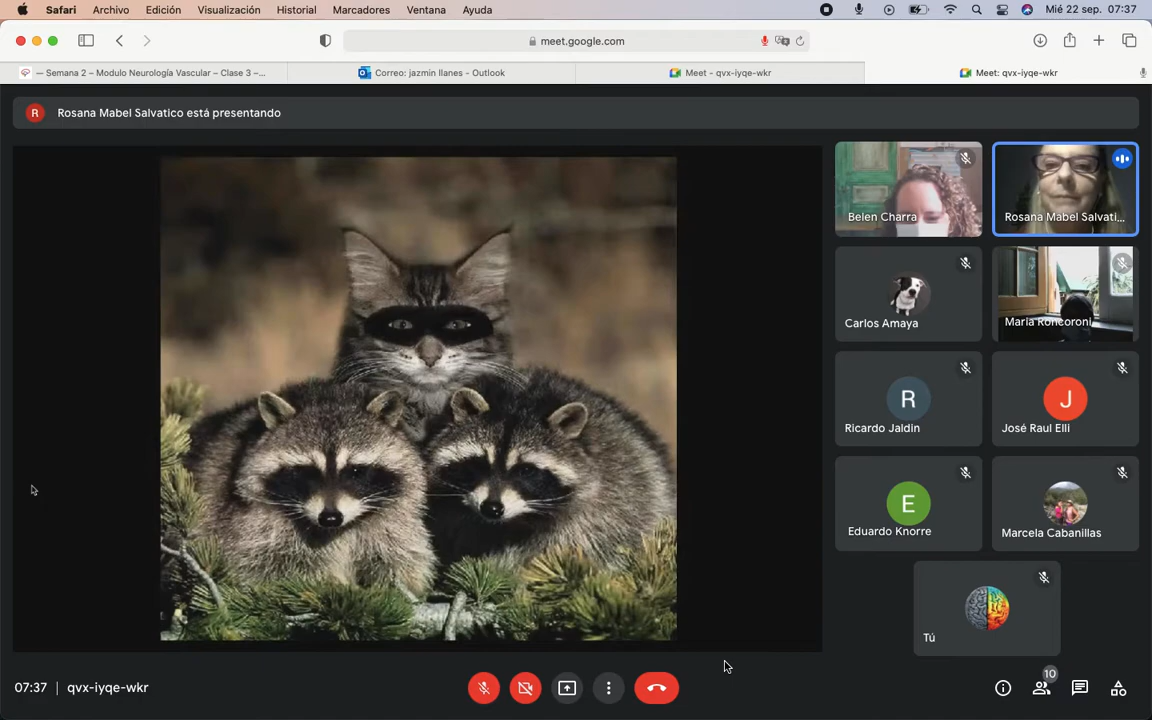 Safari Archivo Edición Visualización Historial Marcadores Ventana Ayuda Mié 22 sep. 07:37
meet.google.com
— Semana 2 – Modulo Neurología Vascular – Clase 3 –... Correo: jazmin llanes - Outlook Meet - qvx-iyqe-wkr Meet: qvx-iyqe-wkr
R Rosana Mabel Salvatico está presentando
Belen Charra Rosana Mabel Salvati...
Carlos Amaya Maria Roncoroni
R J
Ricardo Jaldin José Raul Elli
E
Eduardo Knorre Marcela Cabanillas
Tú
07:37 | qvx-iyqe-wkr 10